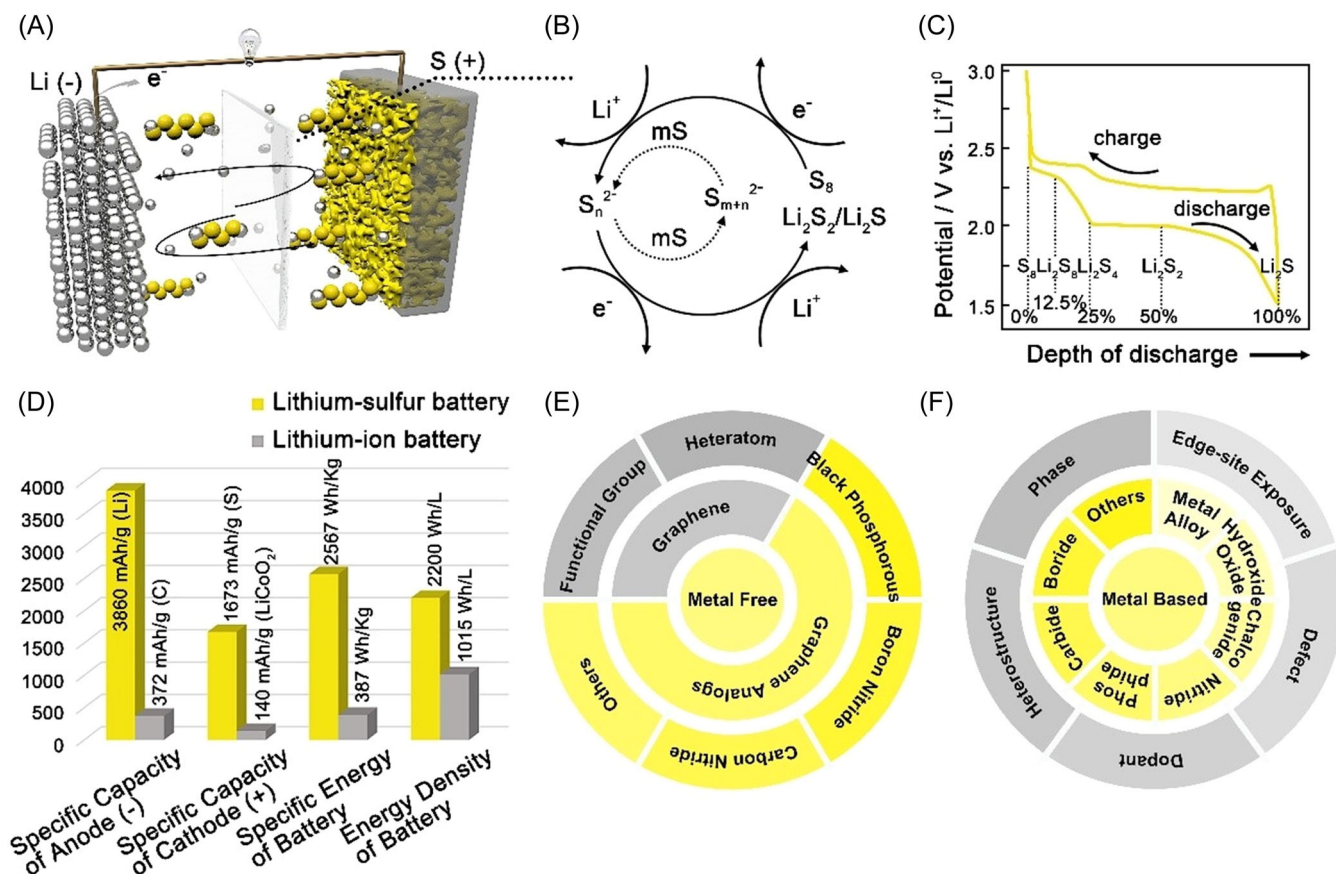 (A)
Li (-)
e⁻
S (+)
(B)
Li⁺
e⁻
mS
Sₙ²⁻
Sₘ₊ₙ²⁻
S₈
mS
Li₂S₂/Li₂S
e⁻
Li⁺
(C)
Potential / V vs. Li⁺/Li⁰
3.0
2.5
2.0
1.5
charge
discharge
S₈
Li₂S₈
Li₂S₄
Li₂S₂
Li₂S
0%
12.5%
25%
50%
100%
Depth of discharge
(D)
Lithium-sulfur battery
Lithium-ion battery
4000
3500
3000
2500
2000
1500
1000
500
0
3860 mAh/g (Li)
372 mAh/g (C)
1673 mAh/g (S)
140 mAh/g (LiCoO₂)
2567 Wh/Kg
387 Wh/Kg
2200 Wh/L
1015 Wh/L
Specific Capacity
of Anode (-)
Specific Capacity
of Cathode (+)
Specific Energy
of Battery
Energy Density
of Battery
(E)
Functional Group
Heteratom
Black Phosphorous
Boron Nitride
Carbon Nitride
Others
Graphene
Graphene Analogs
Metal Free
(F)
Phase
Edge-site Exposure
Defect
Dopant
Heterostructure
Others
Metal
Alloy
Hydroxide
Oxide
Chalco
genide
Nitride
Phos
phide
Carbide
Boride
Metal Based